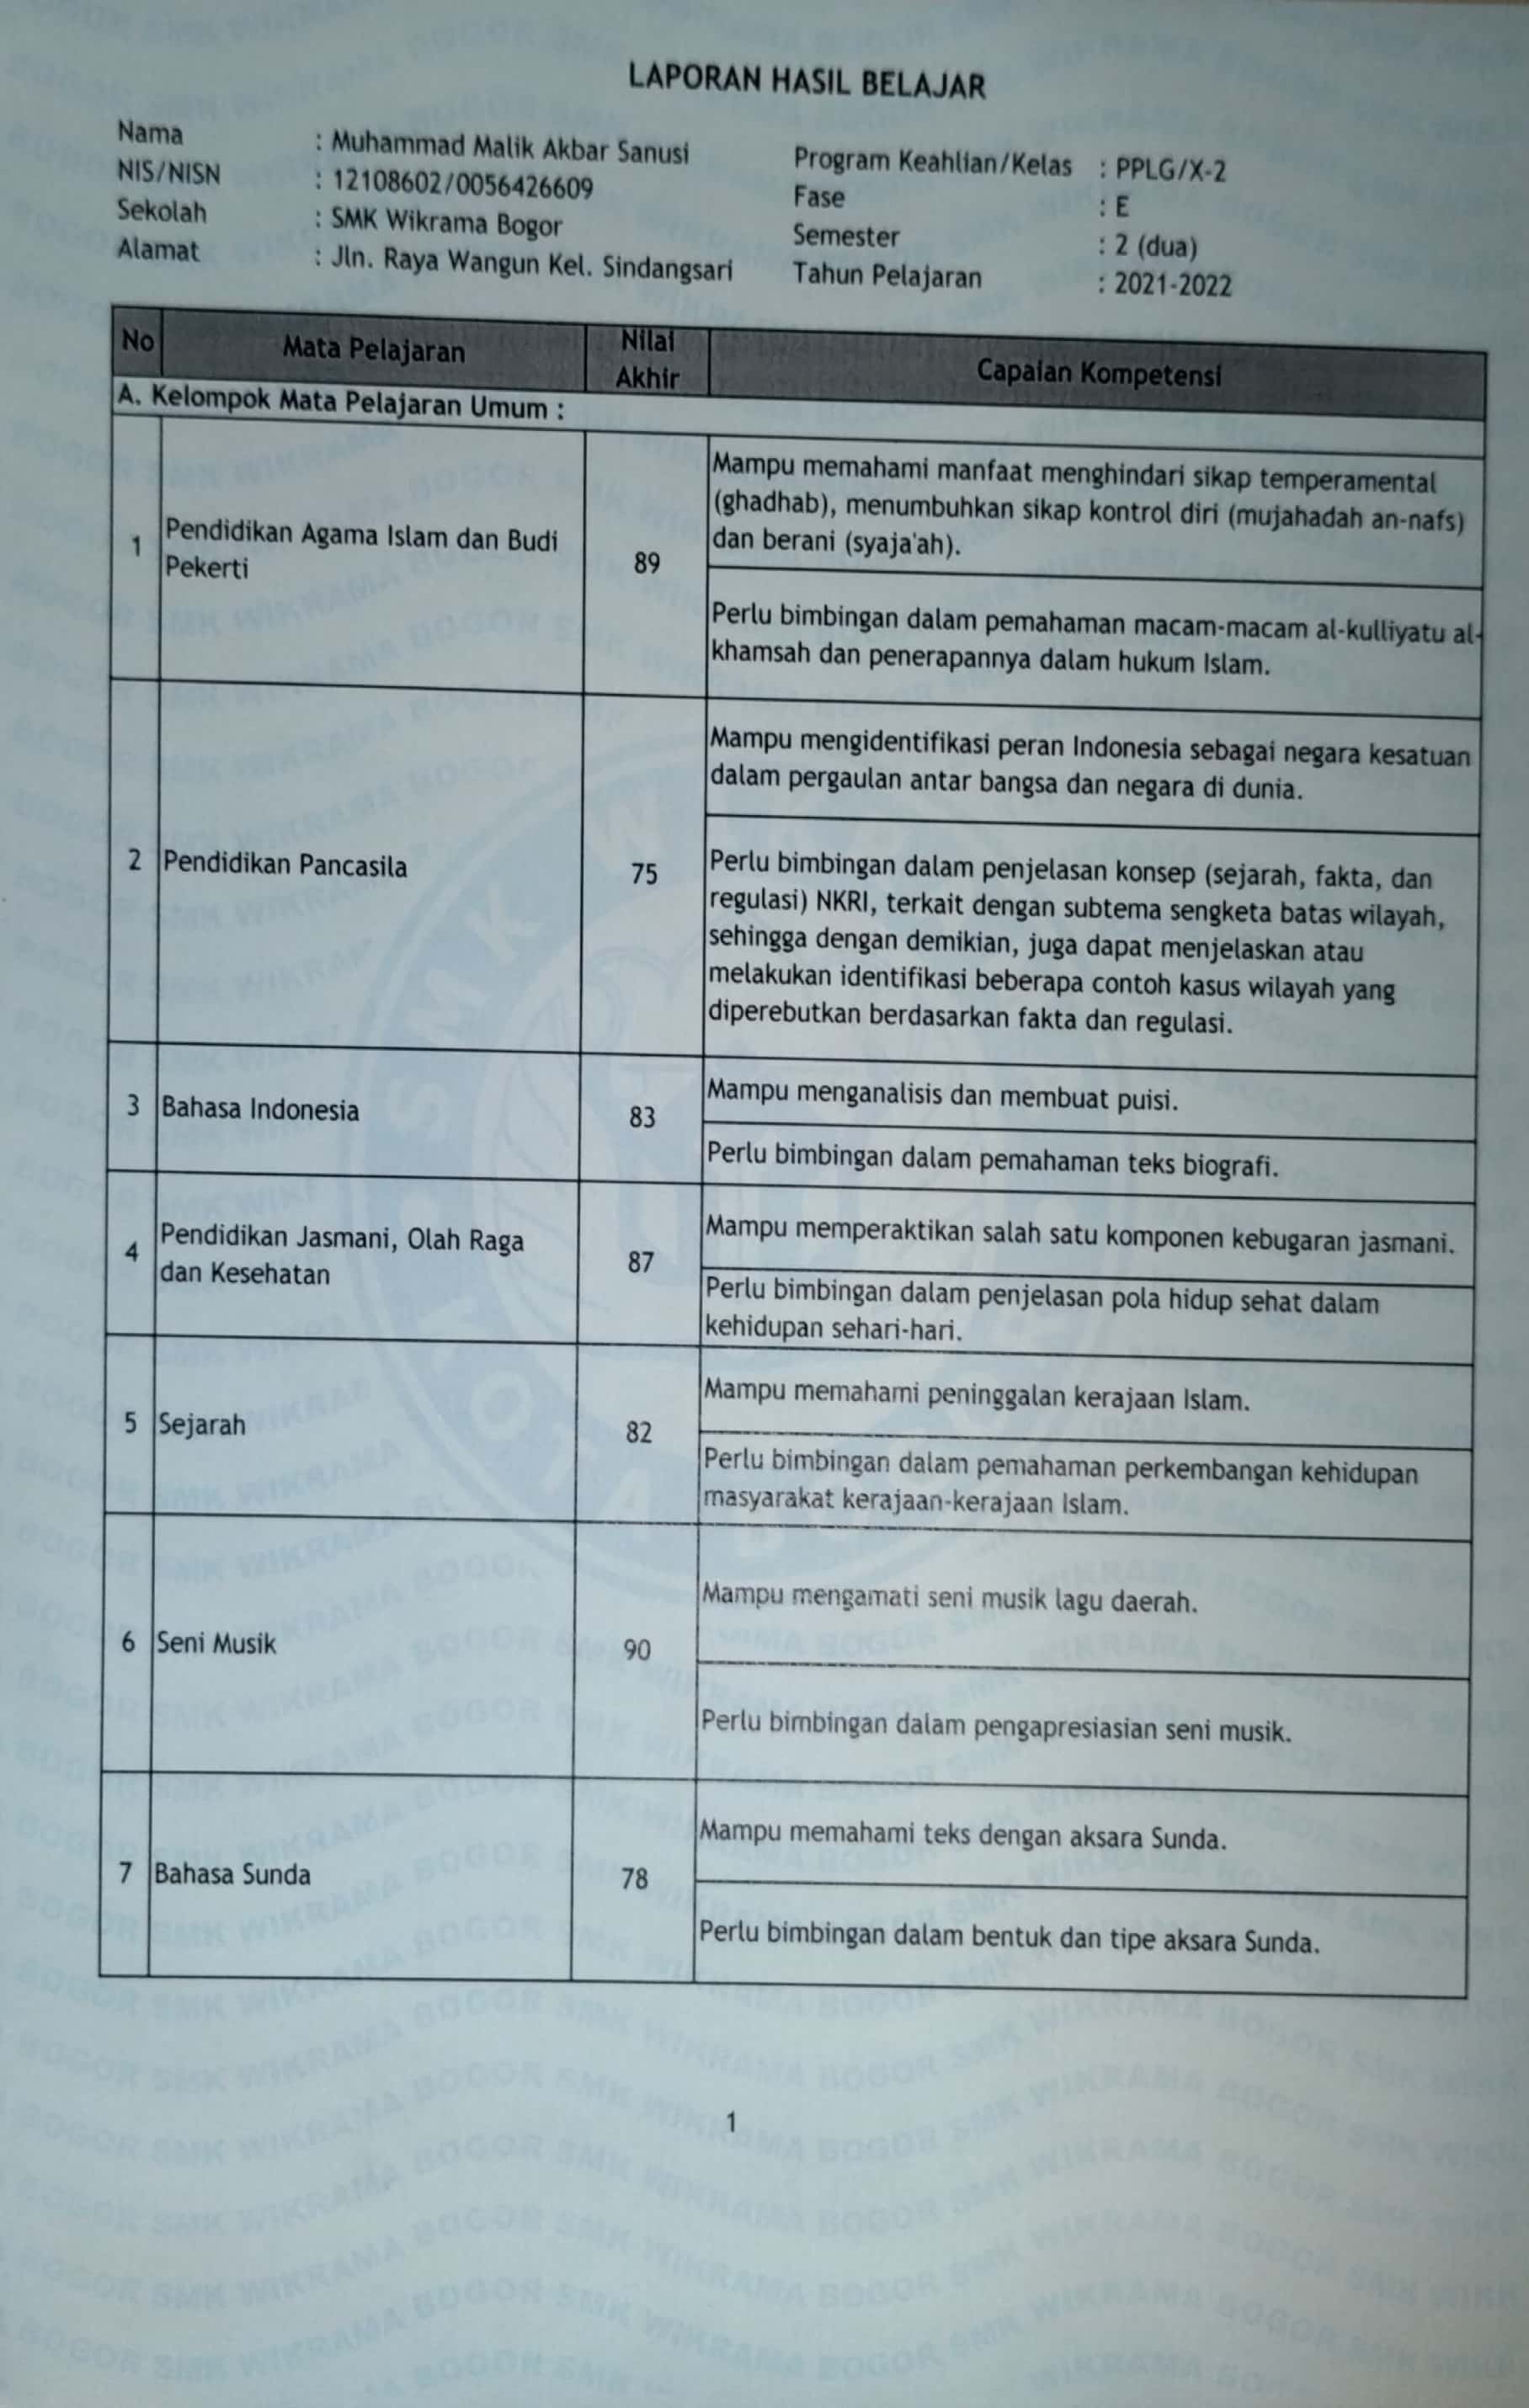 LAPORAN HASIL BELAJAR
Nama : Muhammad Malik Akbar Sanusi
NIS/NISN : 12108602/0056426609
Sekolah : SMK Wikrama Bogor
Alamat : Jln. Raya Wangun Kel. Sindangsari
Program Keahlian/Kelas : PPLG/X-2
Fase : E
Semester : 2 (dua)
Tahun Pelajaran : 2021-2022
No Mata Pelajaran Nilai Akhir Capaian Kompetensi
A. Kelompok Mata Pelajaran Umum :
1 Pendidikan Agama Islam dan Budi
Pekerti
89
Mampu memahami manfaat menghindari sikap temperamental
(ghadhab), menumbuhkan sikap kontrol diri (mujahadah an-nafs)
dan berani (syaja'ah).
Perlu bimbingan dalam pemahaman macam-macam al-kulliyatu al-
khamsah dan penerapannya dalam hukum Islam.
2 Pendidikan Pancasila
75
Mampu mengidentifikasi peran Indonesia sebagai negara kesatuan
dalam pergaulan antar bangsa dan negara di dunia.
Perlu bimbingan dalam penjelasan konsep (sejarah, fakta, dan
regulasi) NKRI, terkait dengan subtema sengketa batas wilayah,
sehingga dengan demikian, juga dapat menjelaskan atau
melakukan identifikasi beberapa contoh kasus wilayah yang
diperebutkan berdasarkan fakta dan regulasi.
3 Bahasa Indonesia
83
Mampu menganalisis dan membuat puisi.
Perlu bimbingan dalam pemahaman teks biografi.
4 Pendidikan Jasmani, Olah Raga
dan Kesehatan
87
Mampu memperaktikan salah satu komponen kebugaran jasmani.
Perlu bimbingan dalam penjelasan pola hidup sehat dalam
kehidupan sehari-hari.
5 Sejarah
82
Mampu memahami peninggalan kerajaan Islam.
Perlu bimbingan dalam pemahaman perkembangan kehidupan
masyarakat kerajaan-kerajaan Islam.
6 Seni Musik
90
Mampu mengamati seni musik lagu daerah.
Perlu bimbingan dalam pengapresiasian seni musik.
7 Bahasa Sunda
78
Mampu memahami teks dengan aksara Sunda.
Perlu bimbingan dalam bentuk dan tipe aksara Sunda.
1